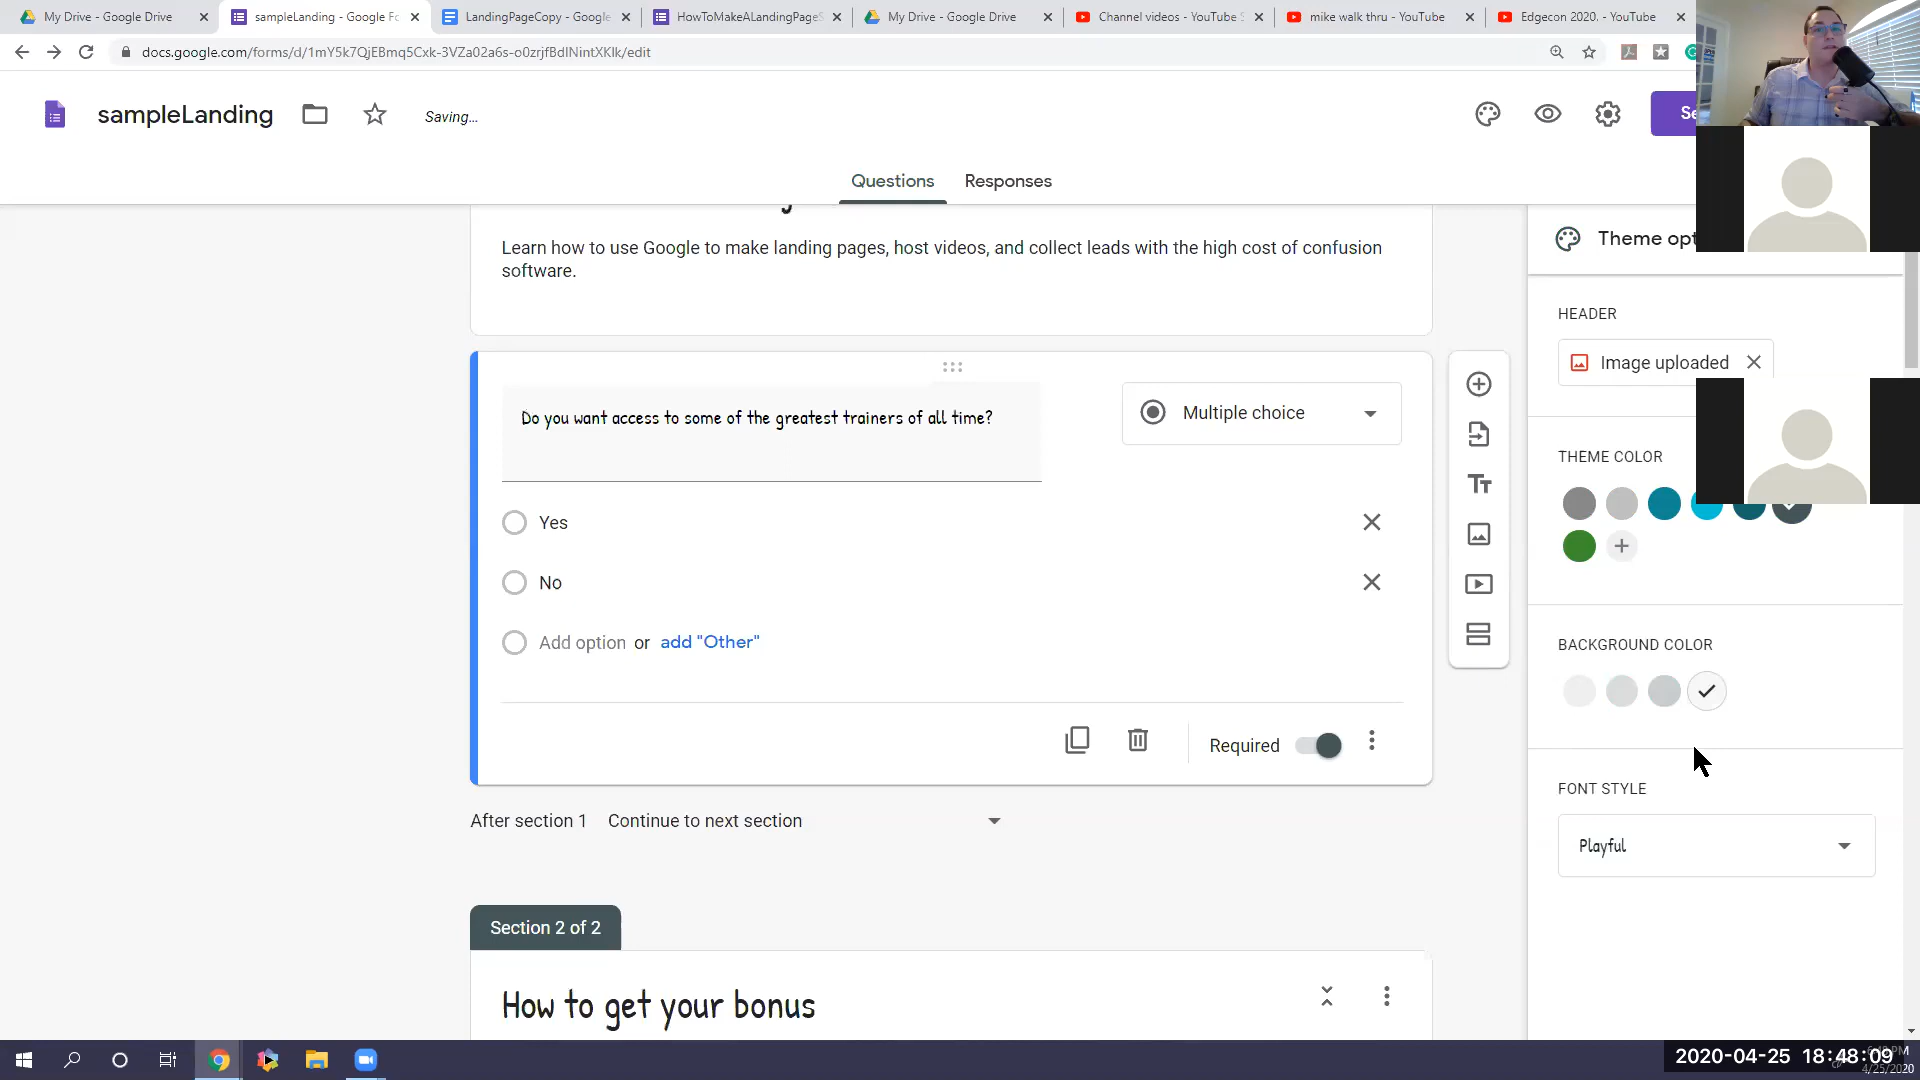 My Drive - Google Drive
sampleLanding - Google Fo
LandingPageCopy - Google
HowToMakeALandingPageS
My Drive - Google Drive
Channel videos - YouTube S
mike walk thru - YouTube
Edgecon 2020. - YouTube
docs.google.com/forms/d/1mY5k7QjEBmq5Cxk-3VZa02a6s-o0zrjfBdlNintXKlk/edit
sampleLanding
Saving...
Questions
Responses
Learn how to use Google to make landing pages, host videos, and collect leads with the high cost of confusion
software.
Theme opt
HEADER
Image uploaded
Do you want access to some of the greatest trainers of all time?
Multiple choice
THEME COLOR
Yes
No
Add option or add "Other"
BACKGROUND COLOR
Required
FONT STYLE
After section 1 Continue to next section
Playful
Section 2 of 2
How to get your bonus
2020-04-25 18:48:09
4/25/2020